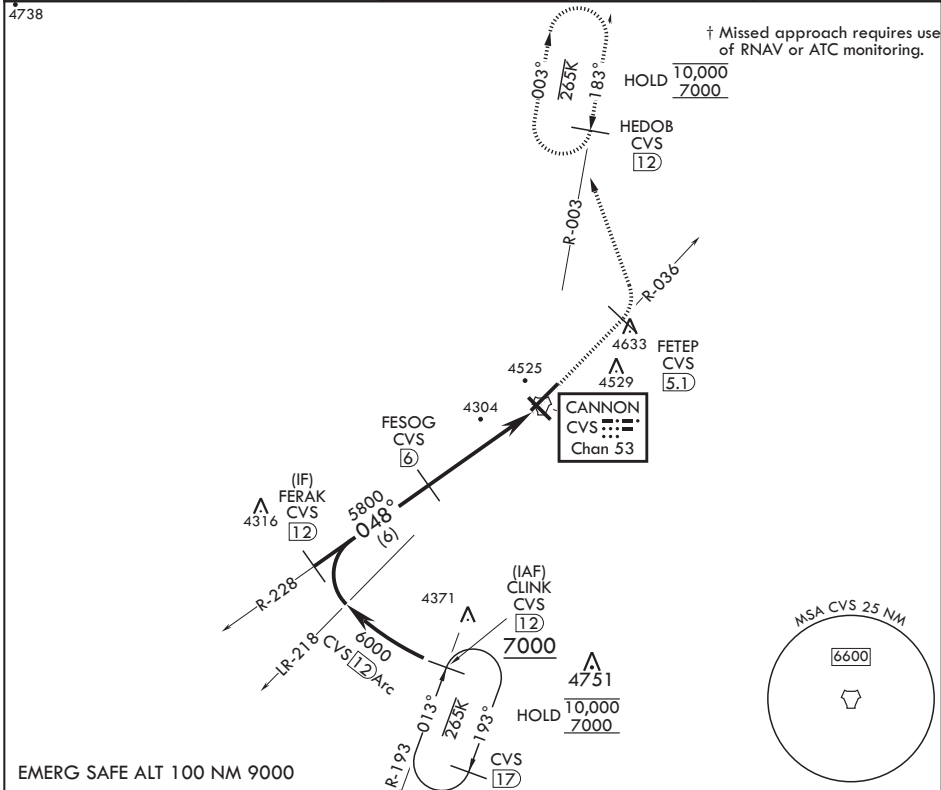 4738
† Missed approach requires use
of RNAV or ATC monitoring.
003°
265K
183°
HOLD 10,000
7000
HEDOB
CVS
12
R-003
R-036
4633
FETEP
CVS
5.1
4529
4525
4304
CANNON
CVS
Chan 53
FESOG
CVS
6
(IF)
FERAK
CVS
12
4316
5800
048°
(6)
R-228
LR-218
6000
CVS 12 Arc
4371
(IAF)
CLINK
CVS
12
7000
4751
HOLD 10,000
7000
013°
265K
193°
R-193
CVS
17
MSA CVS 25 NM
6600
EMERG SAFE ALT 100 NM 9000